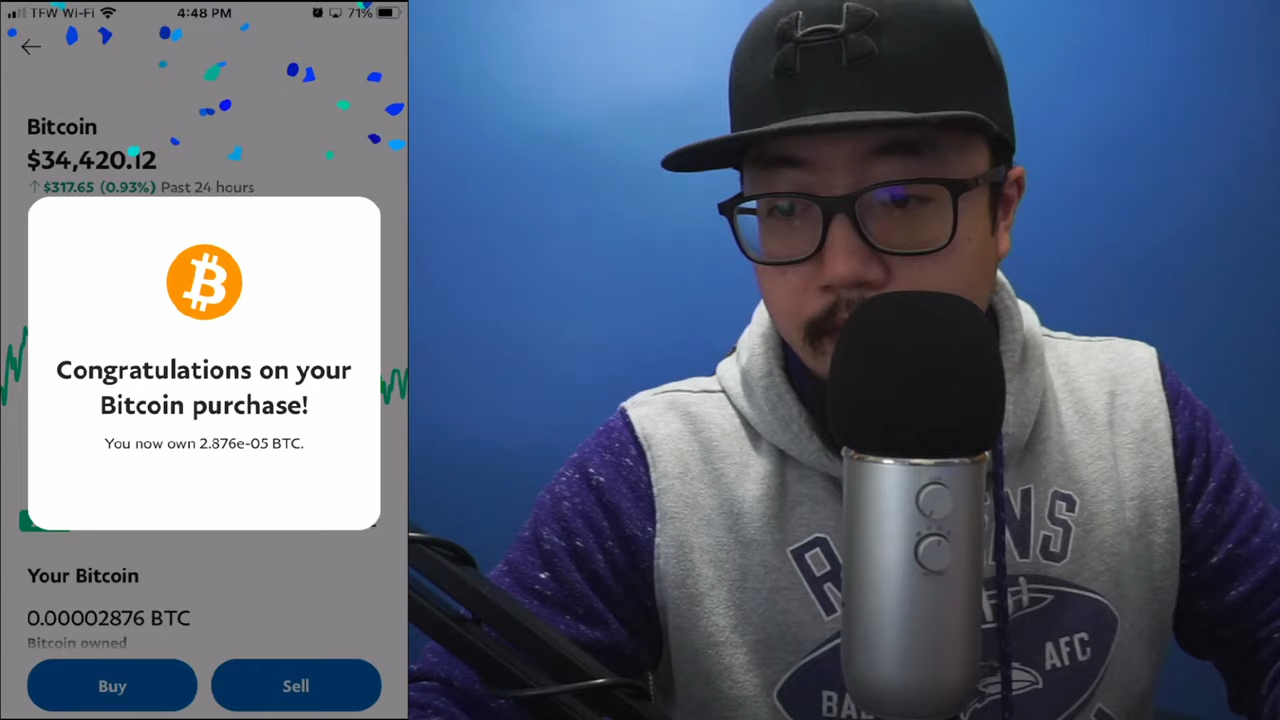 TFW Wi-Fi
4:48 PM
71%
Bitcoin
$34,420.12
↑ $317.65 (0.93%) Past 24 hours
Congratulations on your
Bitcoin purchase!
You now own 2.876e-05 BTC.
Your Bitcoin
0.00002876 BTC
Bitcoin owned
Buy
Sell
AFC